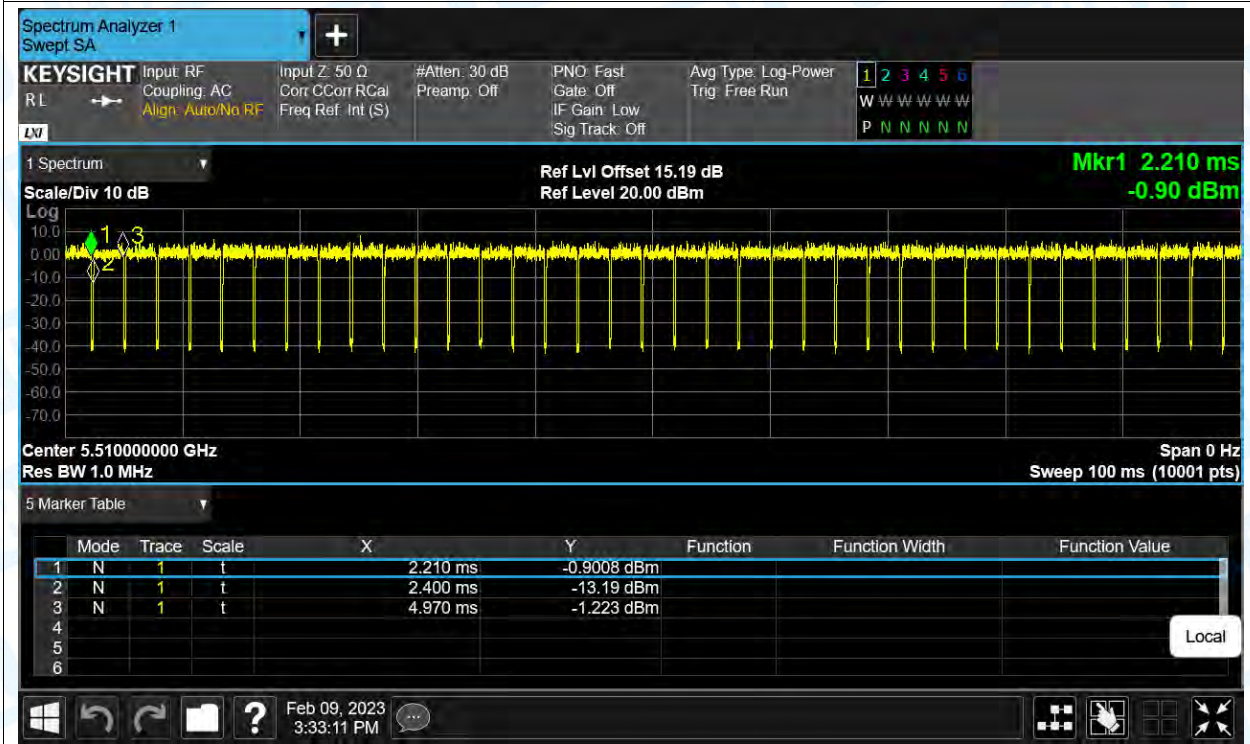 Spectrum Analyzer 1
Swept SA
KEYSIGHT Input: RF Input Z: 50 Ω #Atten: 30 dB PNO: Fast Avg Type: Log-Power 1 2 3 4 5 6
R L Coupling: AC Corr CCorr RCal Preamp: Off Gate: Off Trig: Free Run W W W W W W
Align: Auto/No RF Freq Ref: Int (S) IF Gain: Low P N N N N N
LXI Sig Track: Off
1 Spectrum Ref Lvl Offset 15.19 dB Mkr1 2.210 ms
Scale/Div 10 dB Ref Level 20.00 dBm -0.90 dBm
Log
10.0
0.00
-10.0
-20.0
-30.0
-40.0
-50.0
-60.0
-70.0
1 3
2
Center 5.510000000 GHz Span 0 Hz
Res BW 1.0 MHz Sweep 100 ms (10001 pts)
5 Marker Table
Mode Trace Scale X Y Function Function Width Function Value
1 N 1 t 2.210 ms -0.9008 dBm
2 N 1 t 2.400 ms -13.19 dBm
3 N 1 t 4.970 ms -1.223 dBm
4
5
6
Local
? Feb 09, 2023
3:33:11 PM